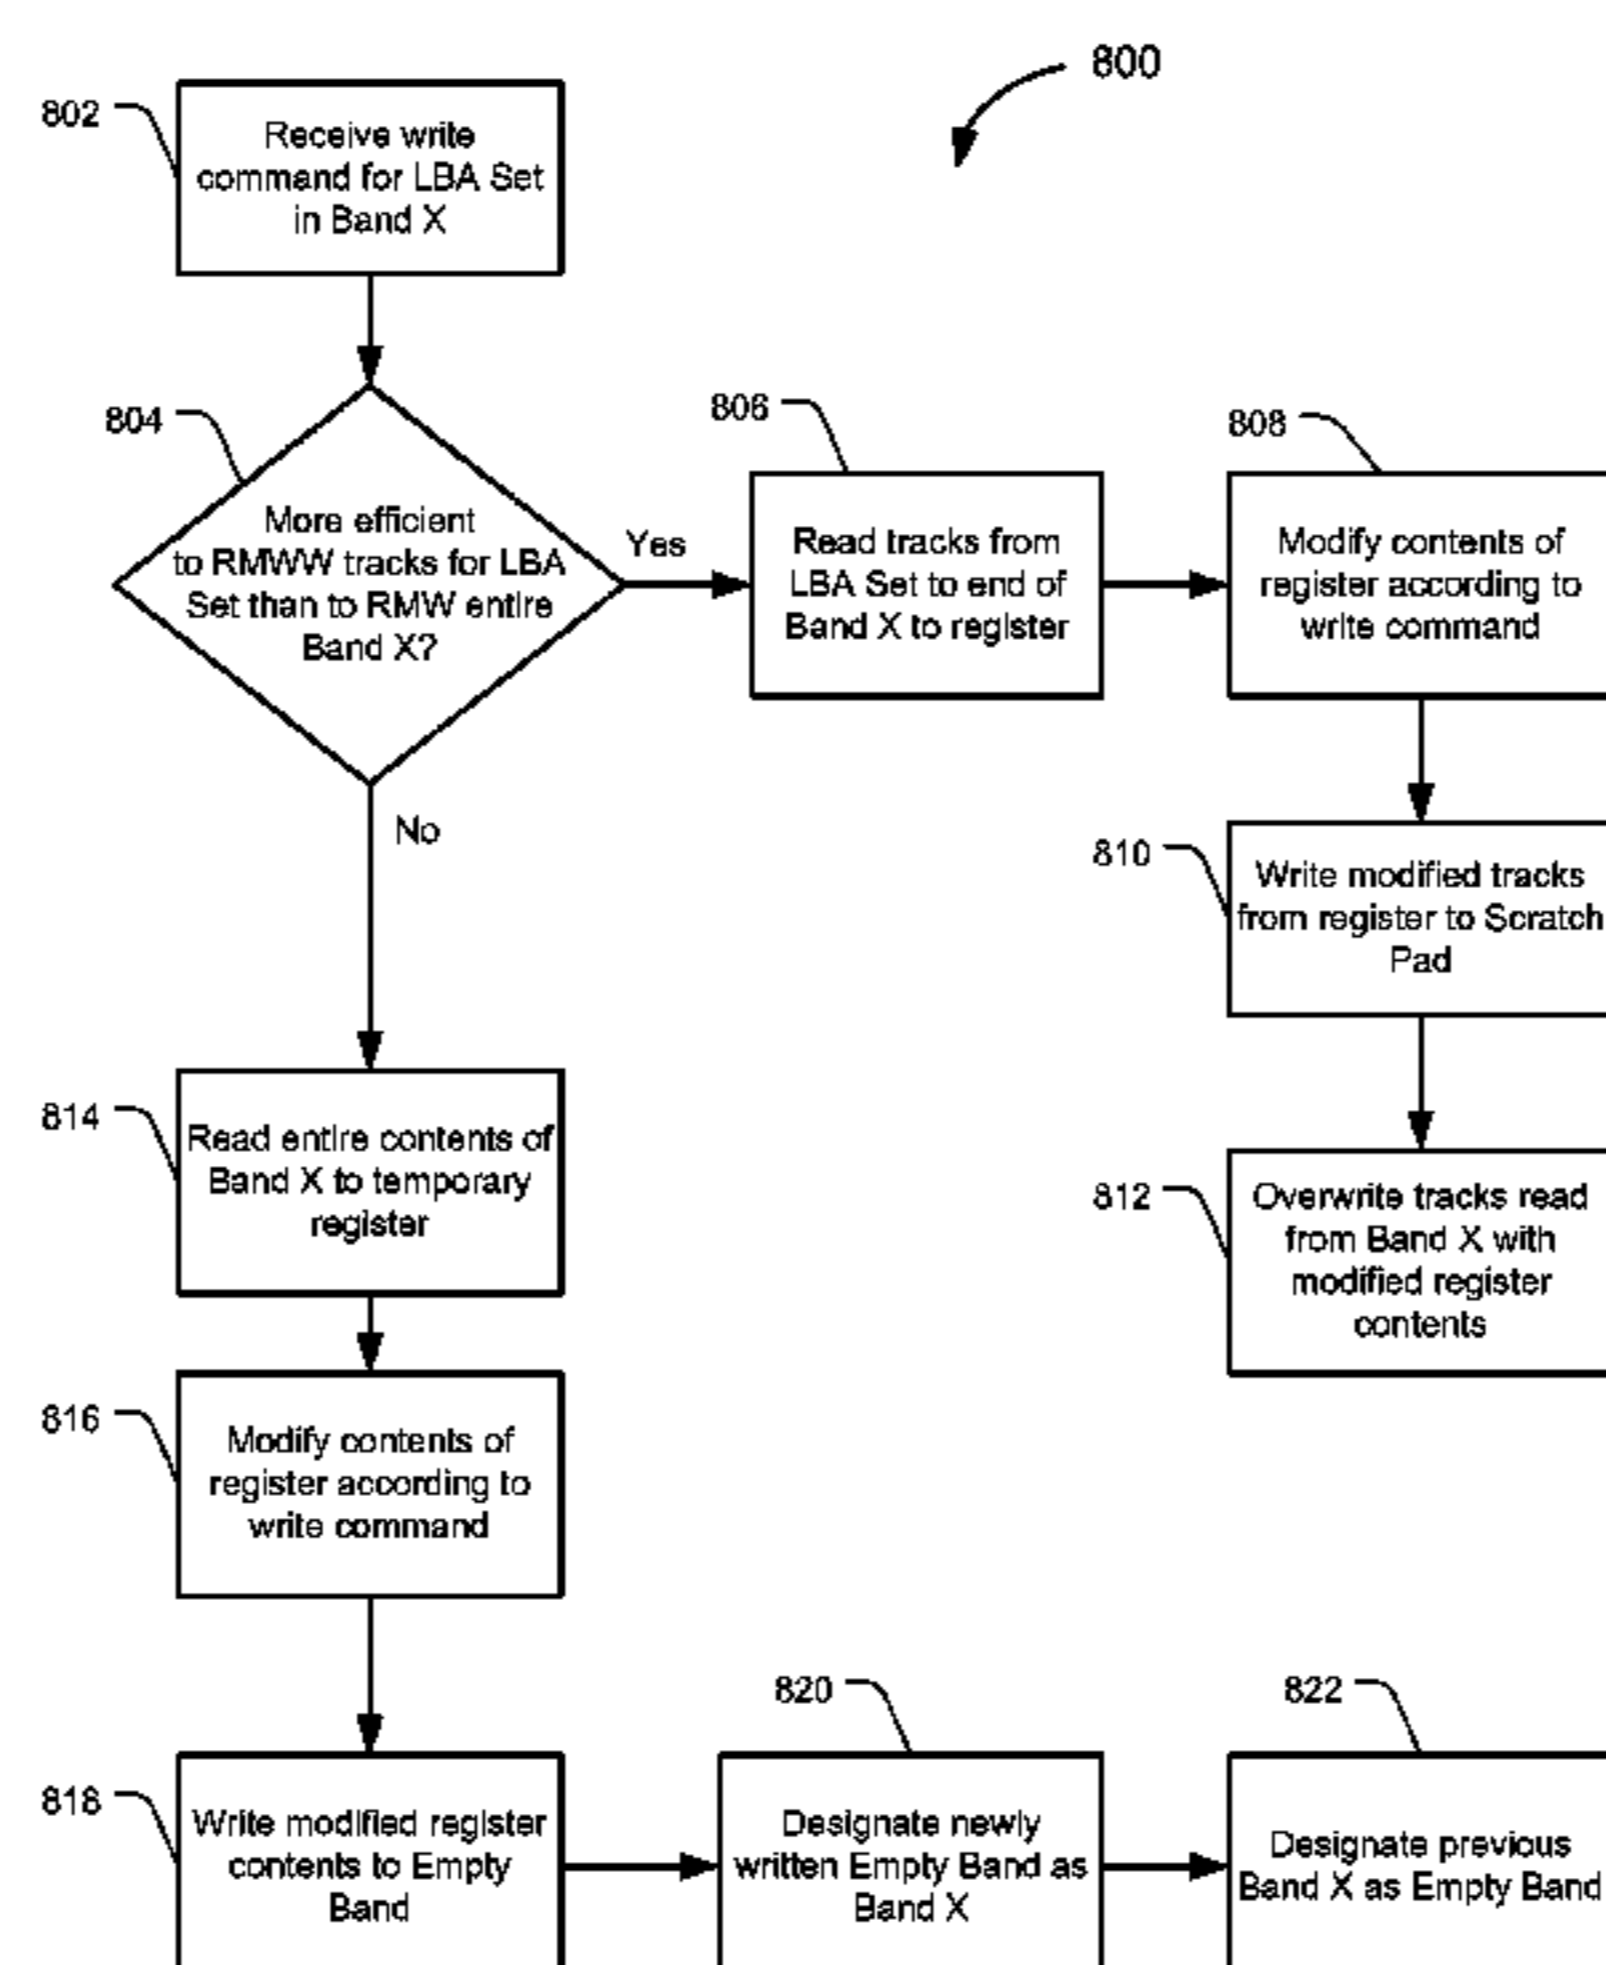 800
802
Receive write
command for LBA Set
in Band X
804
More efficient
to RMWW tracks for LBA
Set than to RMW entire
Band X?
Yes
No
806
Read tracks from
LBA Set to end of
Band X to register
808
Modify contents of
register according to
write command
810
Write modified tracks
from register to Scratch
Pad
812
Overwrite tracks read
from Band X with
modified register
contents
814
Read entire contents of
Band X to temporary
register
816
Modify contents of
register according to
write command
818
Write modified register
contents to Empty
Band
820
Designate newly
written Empty Band as
Band X
822
Designate previous
Band X as Empty Band